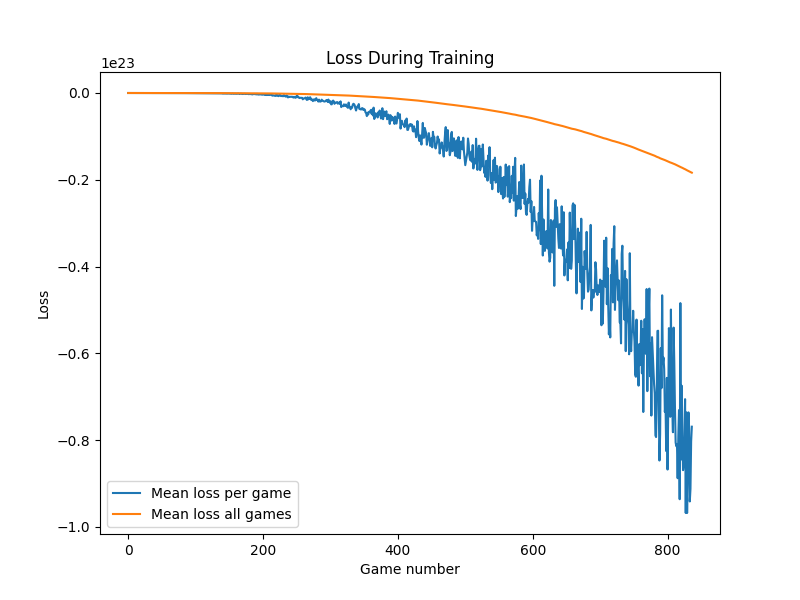 Loss During Training
1e23
0.0
−0.2
−0.4
−0.6
−0.8
−1.0
Loss
Mean loss per game
Mean loss all games
0 200 400 600 800
Game number